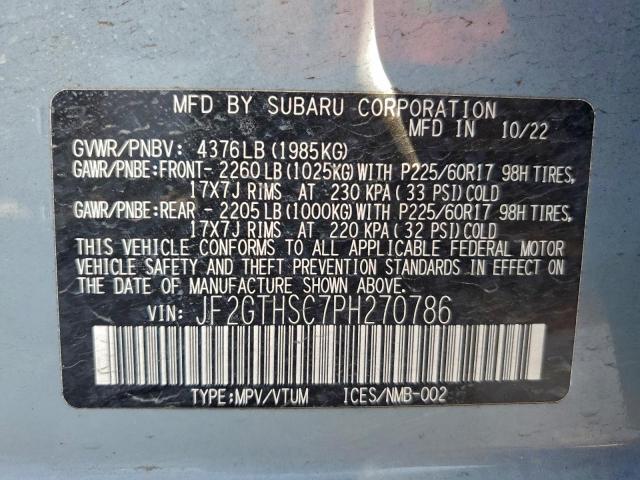 MFD BY SUBARU CORPORATION
MFD IN 10/22
GVWR/PNBV: 4376LB(1985KG)
GAWR/PNBE:FRONT- 2260LB(1025KG)WITH P225/60R17 98H TIRES,
17X7J RIMS AT 230 KPA( 33 PSI)COLD
GAWR/PNBE:REAR - 2205LB(1000KG)WITH P225/60R17 98H TIRES,
17X7J RIMS AT 220 KPA( 32 PSI)COLD
THIS VEHICLE CONFORMS TO ALL APPLICABLE FEDERAL MOTOR
VEHICLE SAFETY AND THEFT PREVENTION STANDARDS IN EFFECT
ON THE DATE OF MANUFACTURE SHOWN ABOVE.
VIN: JF2GTHSC7PH270786
TYPE:MPV/VTUM ICES/NMB-002